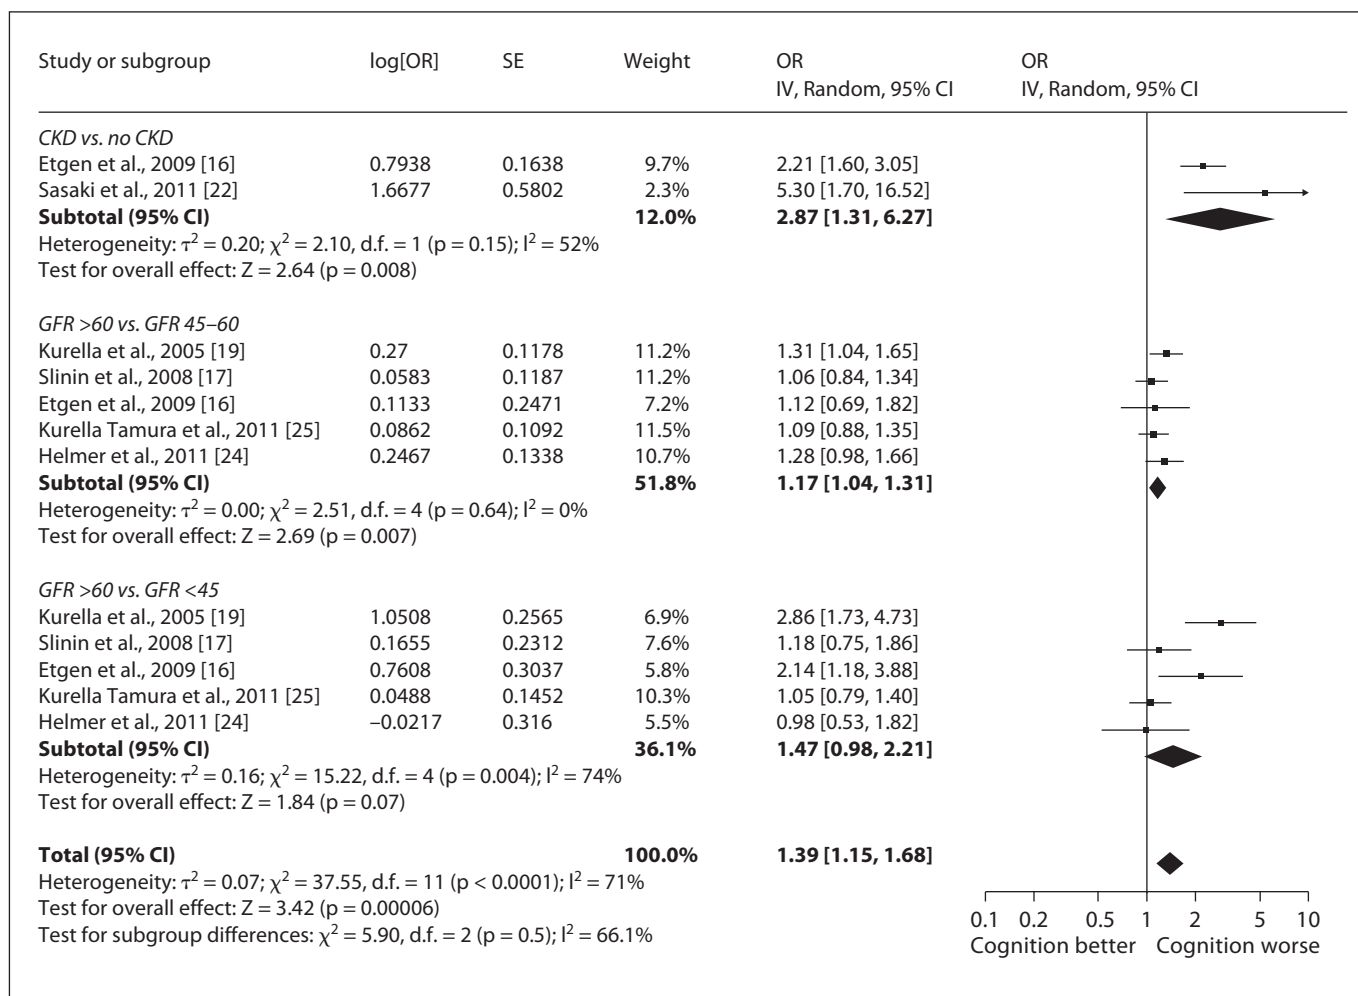 Study or subgroup log[OR] SE Weight OR OR
IV, Random, 95% CI IV, Random, 95% CI
CKD vs. no CKD
Etgen et al., 2009 [16] 0.7938 0.1638 9.7% 2.21 [1.60, 3.05]
Sasaki et al., 2011 [22] 1.6677 0.5802 2.3% 5.30 [1.70, 16.52]
Subtotal (95% CI) 12.0% 2.87 [1.31, 6.27]
Heterogeneity: τ² = 0.20; χ² = 2.10, d.f. = 1 (p = 0.15); I² = 52%
Test for overall effect: Z = 2.64 (p = 0.008)
GFR >60 vs. GFR 45–60
Kurella et al., 2005 [19] 0.27 0.1178 11.2% 1.31 [1.04, 1.65]
Slinin et al., 2008 [17] 0.0583 0.1187 11.2% 1.06 [0.84, 1.34]
Etgen et al., 2009 [16] 0.1133 0.2471 7.2% 1.12 [0.69, 1.82]
Kurella Tamura et al., 2011 [25] 0.0862 0.1092 11.5% 1.09 [0.88, 1.35]
Helmer et al., 2011 [24] 0.2467 0.1338 10.7% 1.28 [0.98, 1.66]
Subtotal (95% CI) 51.8% 1.17 [1.04, 1.31]
Heterogeneity: τ² = 0.00; χ² = 2.51, d.f. = 4 (p = 0.64); I² = 0%
Test for overall effect: Z = 2.69 (p = 0.007)
GFR >60 vs. GFR <45
Kurella et al., 2005 [19] 1.0508 0.2565 6.9% 2.86 [1.73, 4.73]
Slinin et al., 2008 [17] 0.1655 0.2312 7.6% 1.18 [0.75, 1.86]
Etgen et al., 2009 [16] 0.7608 0.3037 5.8% 2.14 [1.18, 3.88]
Kurella Tamura et al., 2011 [25] 0.0488 0.1452 10.3% 1.05 [0.79, 1.40]
Helmer et al., 2011 [24] –0.0217 0.316 5.5% 0.98 [0.53, 1.82]
Subtotal (95% CI) 36.1% 1.47 [0.98, 2.21]
Heterogeneity: τ² = 0.16; χ² = 15.22, d.f. = 4 (p = 0.004); I² = 74%
Test for overall effect: Z = 1.84 (p = 0.07)
Total (95% CI) 100.0% 1.39 [1.15, 1.68]
Heterogeneity: τ² = 0.07; χ² = 37.55, d.f. = 11 (p < 0.0001); I² = 71%
Test for overall effect: Z = 3.42 (p = 0.00006)
Test for subgroup differences: χ² = 5.90, d.f. = 2 (p = 0.5); I² = 66.1%
0.1 0.2 0.5 1 2 5 10
Cognition better Cognition worse